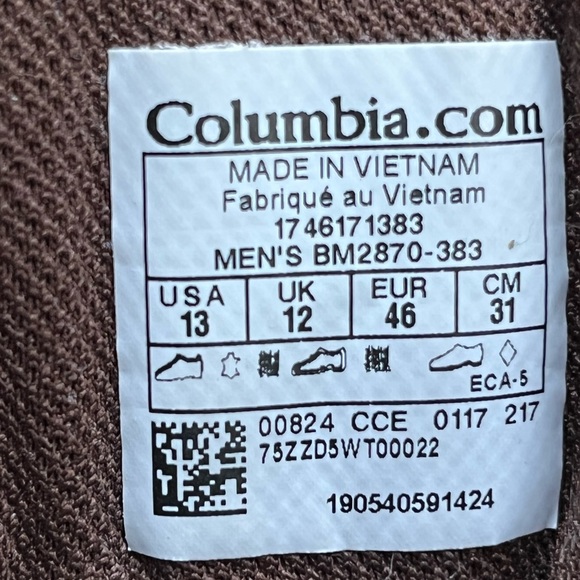 Columbia.com
MADE IN VIETNAM
Fabriqué au Vietnam
1746171383
MEN'S BM2870-383
USA UK EUR CM
13 12 46 31
ECA-5
00824 CCE 0117 217
75ZZD5WT00022
190540591424